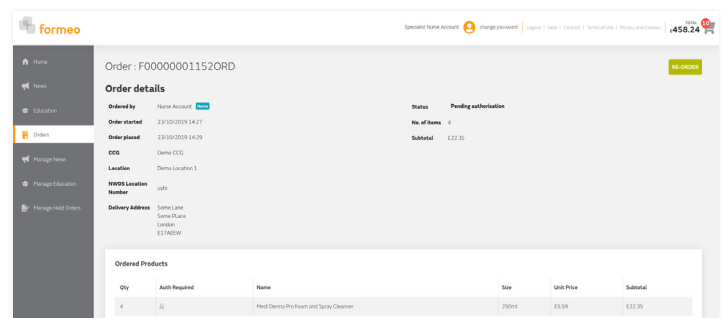 formeo
Specialist Nurse Account change password Logout | Help | Contact | Terms of Use | Privacy and Cookies
TOTAL
£458.24
10
Home
News
Education
Orders
Manage News
Manage Education
Manage Held Orders
Order : F00000001152ORD
RE-ORDER
Order details
Ordered by Nurse Account Nurse
Order started 23/10/2019 14:27
Order placed 23/10/2019 14:29
CCG Demo CCG
Location Demo Location 1
NWOS Location
Number uyte
Delivery Address Some Lane
Some PLace
London
E17AEEW
Status Pending authorisation
No. of items 4
Subtotal £22.35
Ordered Products
Qty Auth Required Name Size Unit Price Subtotal
4 Medi Derma Pro Foam and Spray Cleanser 250ml £5.59 £22.35